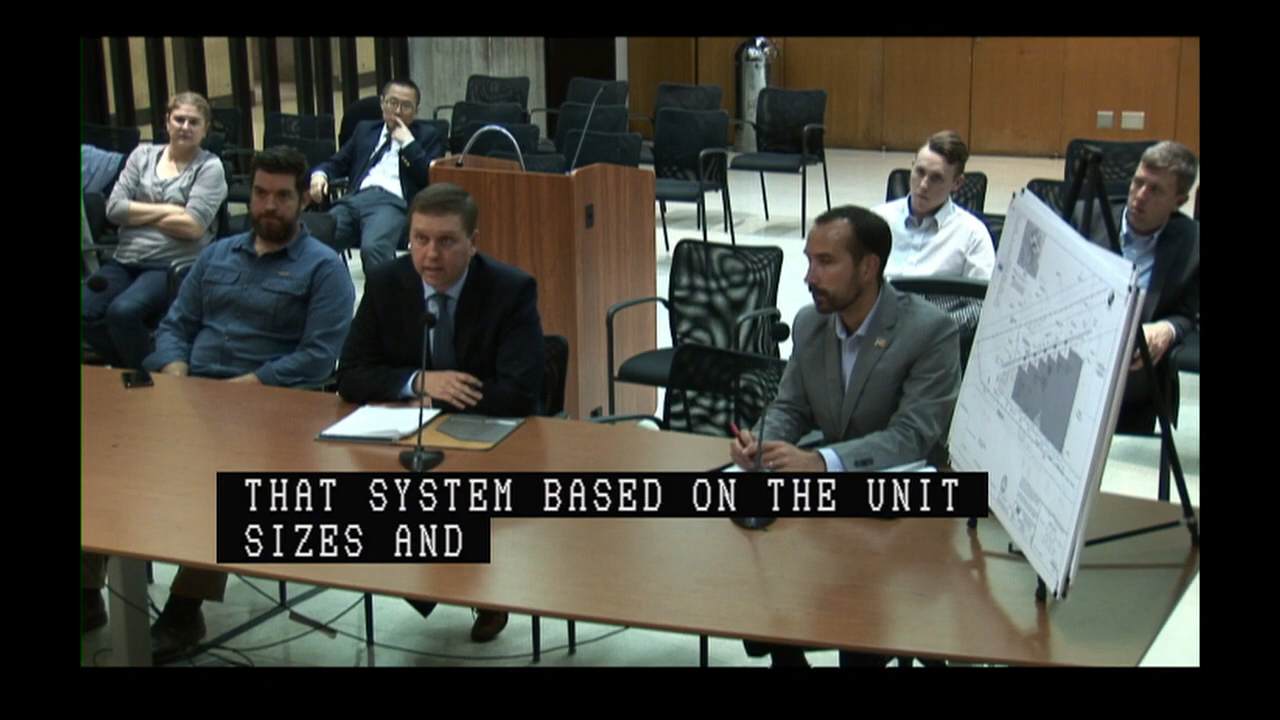 THAT SYSTEM BASED ON THE UNIT
SIZES AND